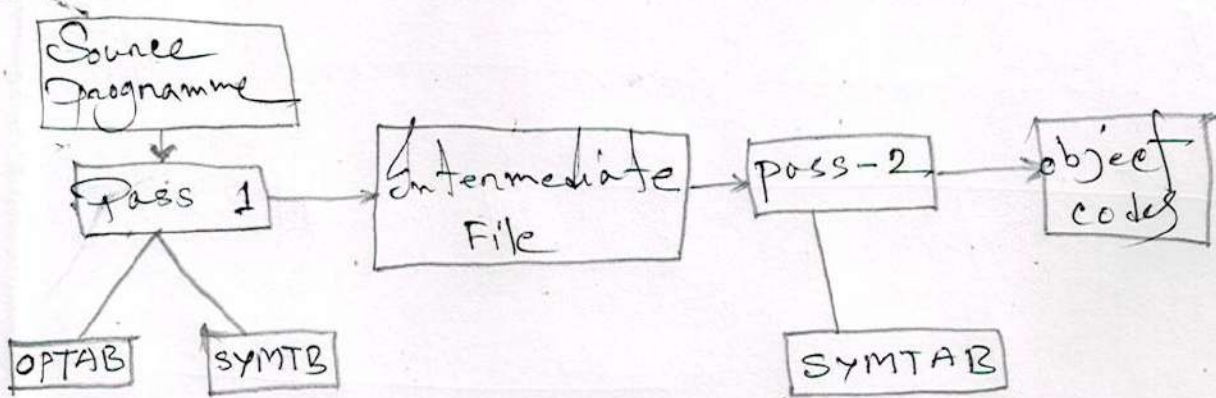 Source
programme
Pass 1
Intermediate
File
pass-2
object
codes
OPTAB
SYMTB
SYMTAB